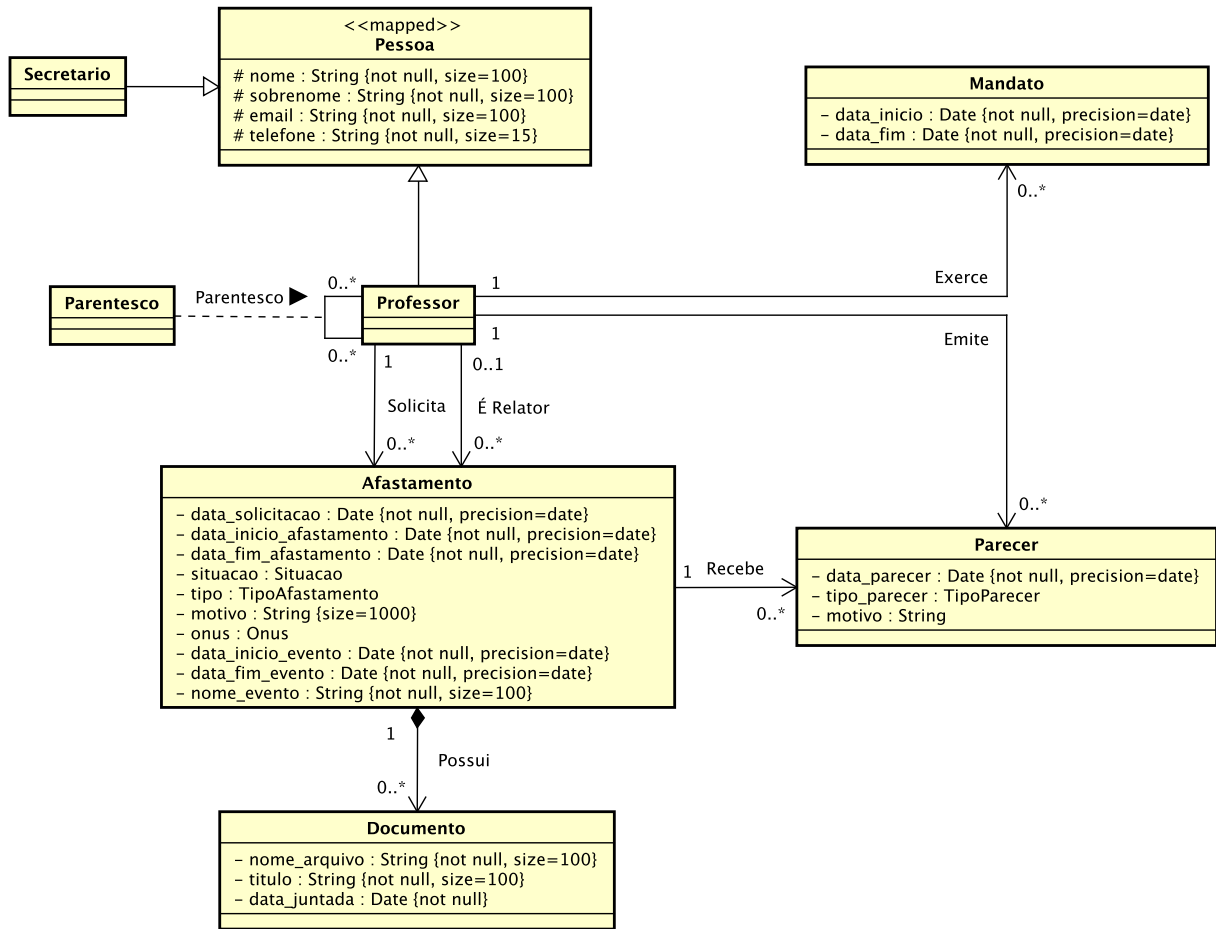 <<mapped>>
Pessoa
# nome : String {not null, size=100}
# sobrenome : String {not null, size=100}
# email : String {not null, size=100}
# telefone : String {not null, size=15}
Secretario
Mandato
- data_inicio : Date {not null, precision=date}
- data_fim : Date {not null, precision=date}
0..*
Exerce
1
Parentesco
Parentesco
0..*
0..*
Professor
1
Emite
0..*
1
Solicita
0..*
0..1
É Relator
0..*
Afastamento
- data_solicitacao : Date {not null, precision=date}
- data_inicio_afastamento : Date {not null, precision=date}
- data_fim_afastamento : Date {not null, precision=date}
- situacao : Situacao
- tipo : TipoAfastamento
- motivo : String {size=1000}
- onus : Onus
- data_inicio_evento : Date {not null, precision=date}
- data_fim_evento : Date {not null, precision=date}
- nome_evento : String {not null, size=100}
1
Recebe
0..*
Parecer
- data_parecer : Date {not null, precision=date}
- tipo_parecer : TipoParecer
- motivo : String
1
Possui
0..*
Documento
- nome_arquivo : String {not null, size=100}
- titulo : String {not null, size=100}
- data_juntada : Date {not null}